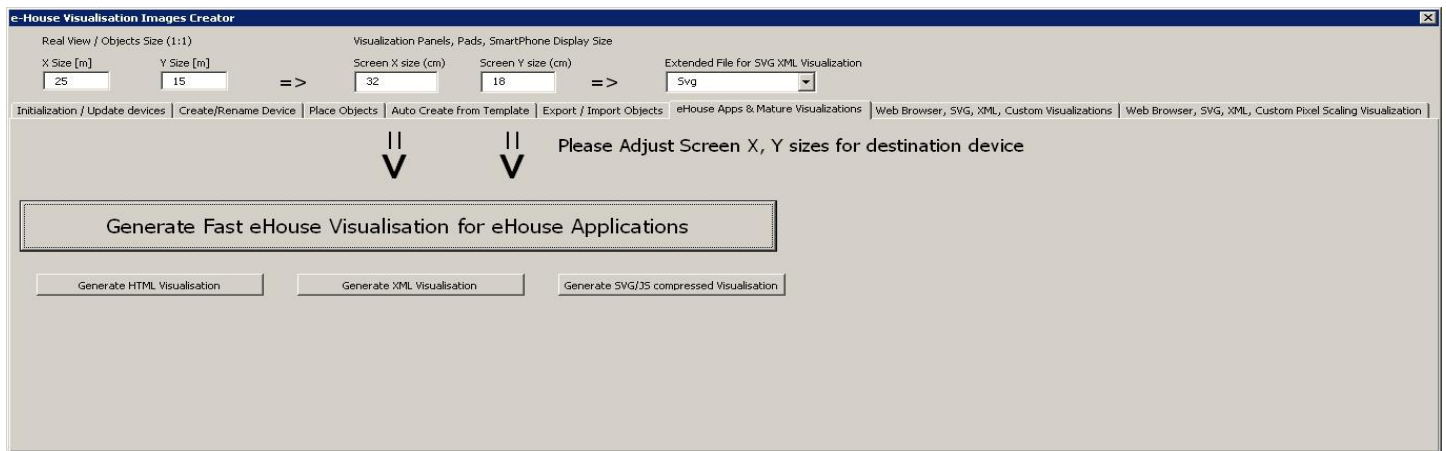 e-House Visualisation Images Creator
Real View / Objects Size (1:1) Visualization Panels, Pads, SmartPhone Display Size
X Size [m] Y Size [m] Screen X size (cm) Screen Y size (cm) Extended File for SVG XML Visualization
25 15 => 32 18 => Svg
Initialization / Update devices Create/Rename Device Place Objects Auto Create from Template Export / Import Objects eHouse Apps & Mature Visualizations Web Browser, SVG, XML, Custom Visualizations Web Browser, SVG, XML, Custom Pixel Scaling Visualization
|| || Please Adjust Screen X, Y sizes for destination device
V V
Generate Fast eHouse Visualisation for eHouse Applications
Generate HTML Visualisation Generate XML Visualisation Generate SVG/JS compressed Visualisation